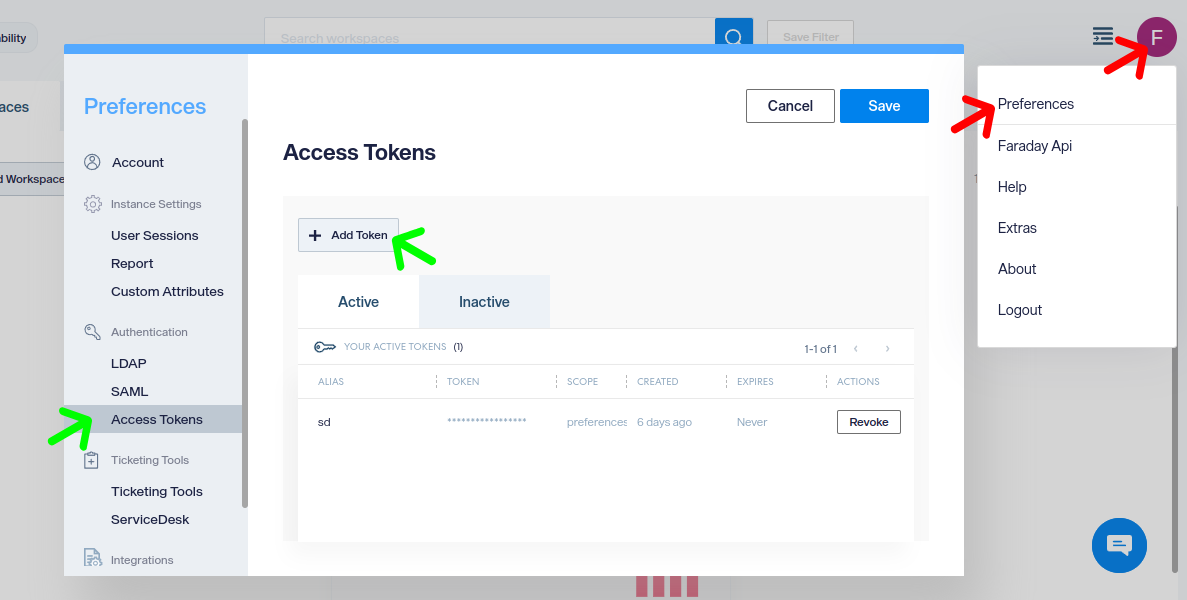 bility
Search workspaces
Save Filter
F
aces
d Workspace
Preferences
Account
Instance Settings
User Sessions
Report
Custom Attributes
Authentication
LDAP
SAML
Access Tokens
Ticketing Tools
Ticketing Tools
ServiceDesk
Integrations
Cancel
Save
Access Tokens
+ Add Token
Active
Inactive
YOUR ACTIVE TOKENS (1)
1-1 of 1 ‹ ›
ALIAS TOKEN SCOPE CREATED EXPIRES ACTIONS
sd **************** preferences 6 days ago Never Revoke
Preferences
Faraday Api
Help
Extras
About
Logout